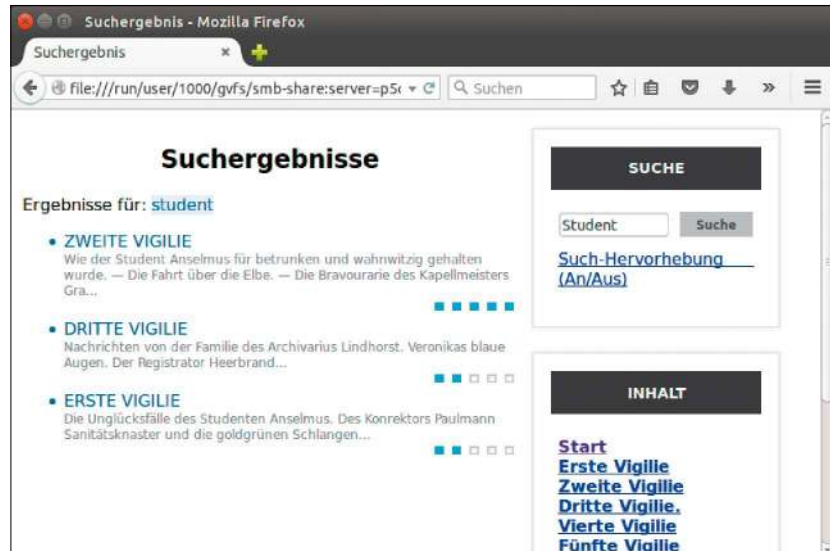 Suchergebnis - Mozilla Firefox
Suchergebnis
file:///run/user/1000/gvfs/smb-share:server=p5
Suchen
Suchergebnisse
Ergebnisse für: student
ZWEITE VIGILIE
Wie der Student Anselmus für betrunken und wahnwitzig gehalten
wurde. — Die Fahrt über die Elbe. — Die Bravourarie des Kapellmeisters
Gra...
DRITTE VIGILIE
Nachrichten von der Familie des Archivarius Lindhorst. Veronikas blaue
Augen. Der Registrator Heerbrand...
ERSTE VIGILIE
Die Unglücksfälle des Studenten Anselmus. Des Konrektors Paulmann
Sanitätsknaster und die goldgrünen Schlangen...
SUCHE
Student Suche
Such-Hervorhebung
(An/Aus)
INHALT
Start
Erste Vigilie
Zweite Vigilie
Dritte Vigilie.
Vierte Vigilie
Fünfte Vigilie